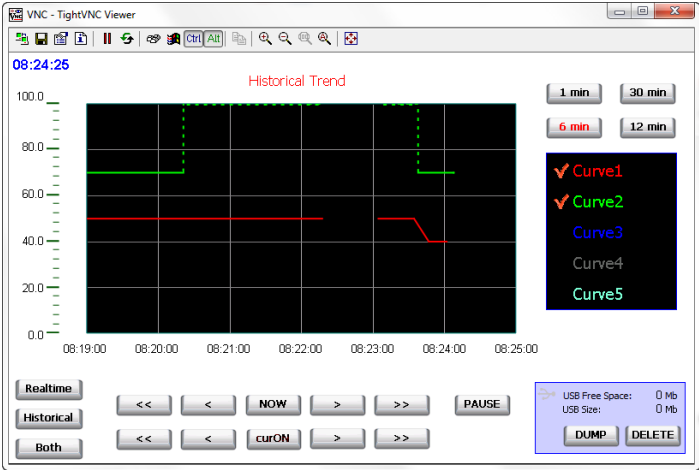 VNC - TightVNC Viewer
Ctrl Alt
08:24:25
Historical Trend
1 min 30 min
6 min 12 min
100.0
80.0
60.0
40.0
20.0
0.0
08:19:00 08:20:00 08:21:00 08:22:00 08:23:00 08:24:00 08:25:00
Curve1
Curve2
Curve3
Curve4
Curve5
Realtime
Historical
Both
<< < NOW > >> PAUSE
<< < curON > >>
USB Free Space: 0 Mb
USB Size: 0 Mb
DUMP DELETE